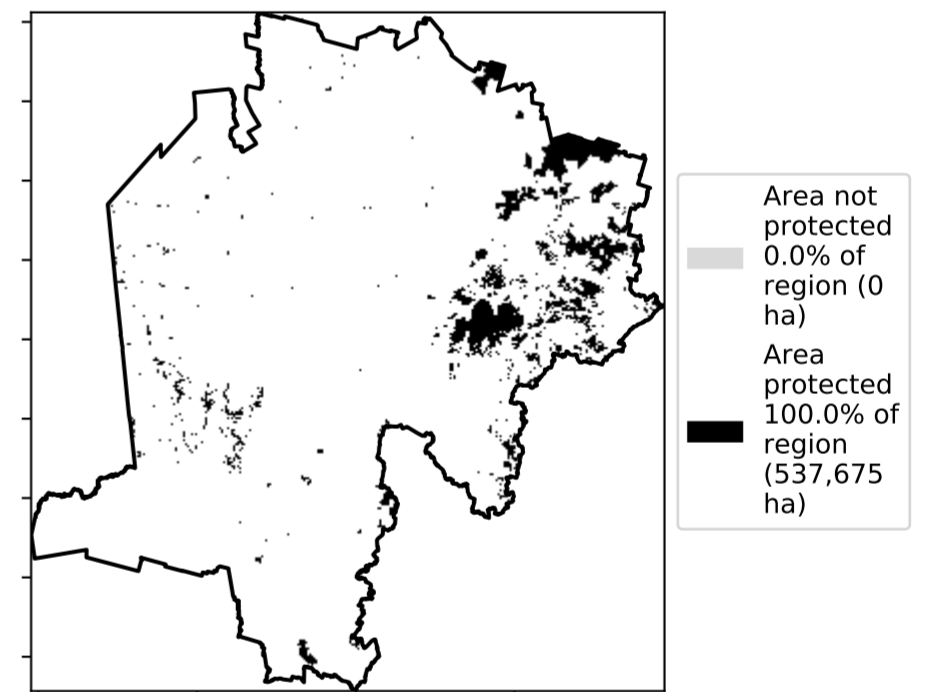 Area not
protected
0.0% of
region (0
ha)
Area
protected
100.0% of
region
(537,675
ha)